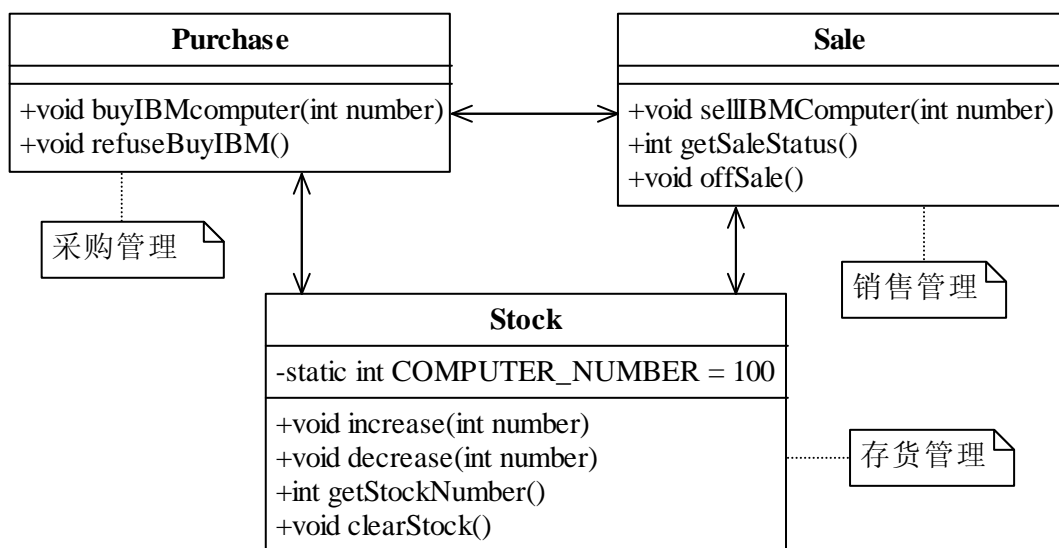 Purchase
+void buyIBMcomputer(int number)
+void refuseBuyIBM()
采购管理
Sale
+void sellIBMComputer(int number)
+int getSaleStatus()
+void offSale()
销售管理
Stock
-static int COMPUTER_NUMBER = 100
+void increase(int number)
+void decrease(int number)
+int getStockNumber()
+void clearStock()
存货管理